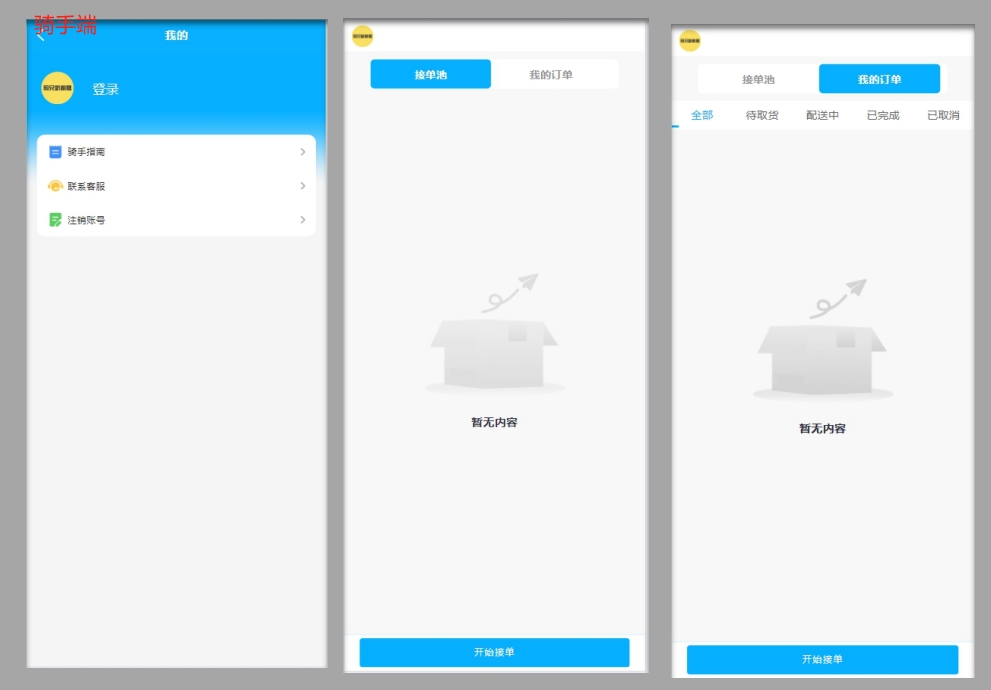 骑手端
我的
登录
骑手指南
联系客服
注销账号
接单池
我的订单
暂无内容
开始接单
接单池
我的订单
全部
待取货
配送中
已完成
已取消
暂无内容
开始接单